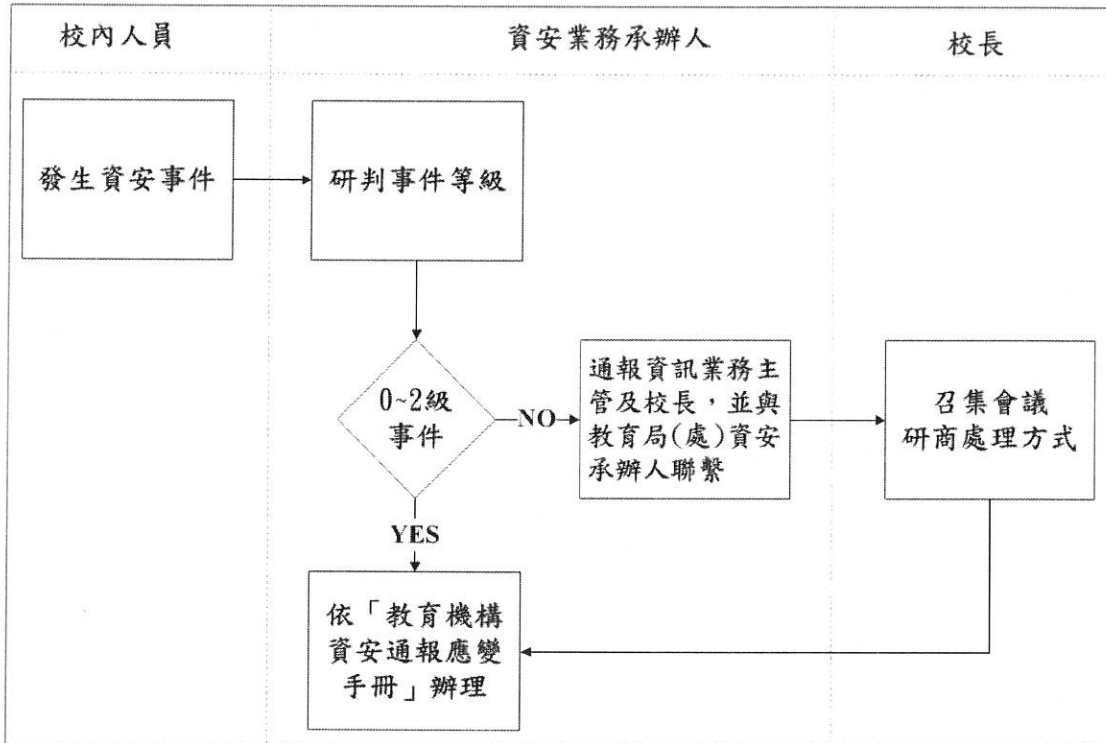 校內人員
資安業務承辦人
校長
發生資安事件
研判事件等級
0~2級
事件
NO
通報資訊業務主
管及校長，並與
教育局(處)資安
承辦人聯繫
召集會議
研商處理方式
YES
依「教育機構
資安通報應變
手冊」辦理